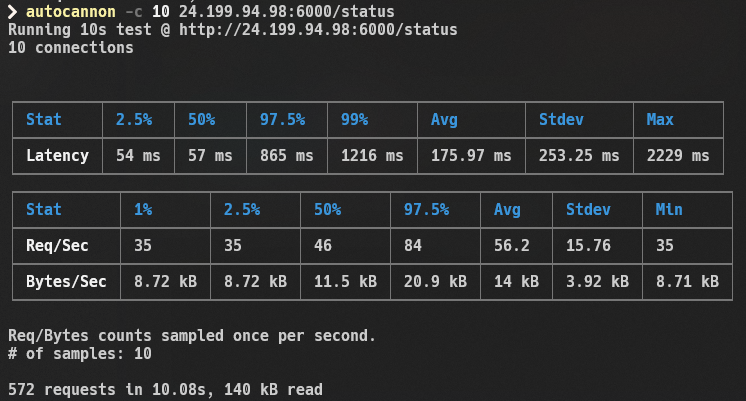 ❯ autocannon -c 10 24.199.94.98:6000/status
Running 10s test @ http://24.199.94.98:6000/status
10 connections
Stat 2.5% 50% 97.5% 99% Avg Stdev Max
Latency 54 ms 57 ms 865 ms 1216 ms 175.97 ms 253.25 ms 2229 ms
Stat 1% 2.5% 50% 97.5% Avg Stdev Min
Req/Sec 35 35 46 84 56.2 15.76 35
Bytes/Sec 8.72 kB 8.72 kB 11.5 kB 20.9 kB 14 kB 3.92 kB 8.71 kB
Req/Bytes counts sampled once per second.
# of samples: 10
572 requests in 10.08s, 140 kB read